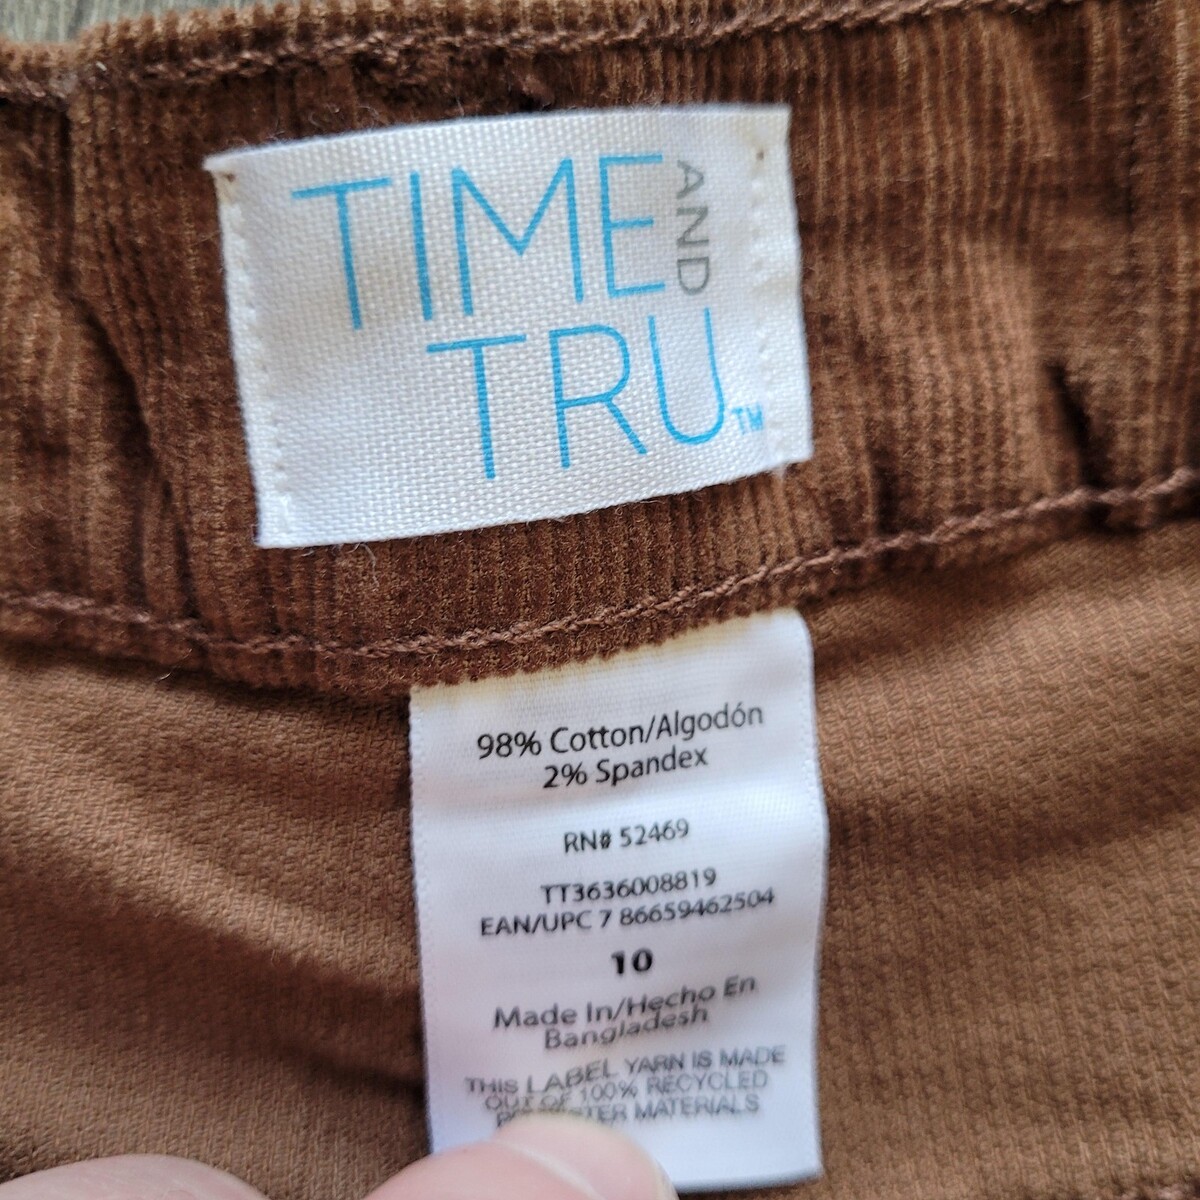 TIME AND
TRU TM
98% Cotton/Algodón
2% Spandex
RN# 52469
TT3636008819
EAN/UPC 7 86659462504
10
Made In/Hecho En
Bangladesh
THIS LABEL YARN IS MADE
OUT OF 100% RECYCLED
POLYESTER MATERIALS